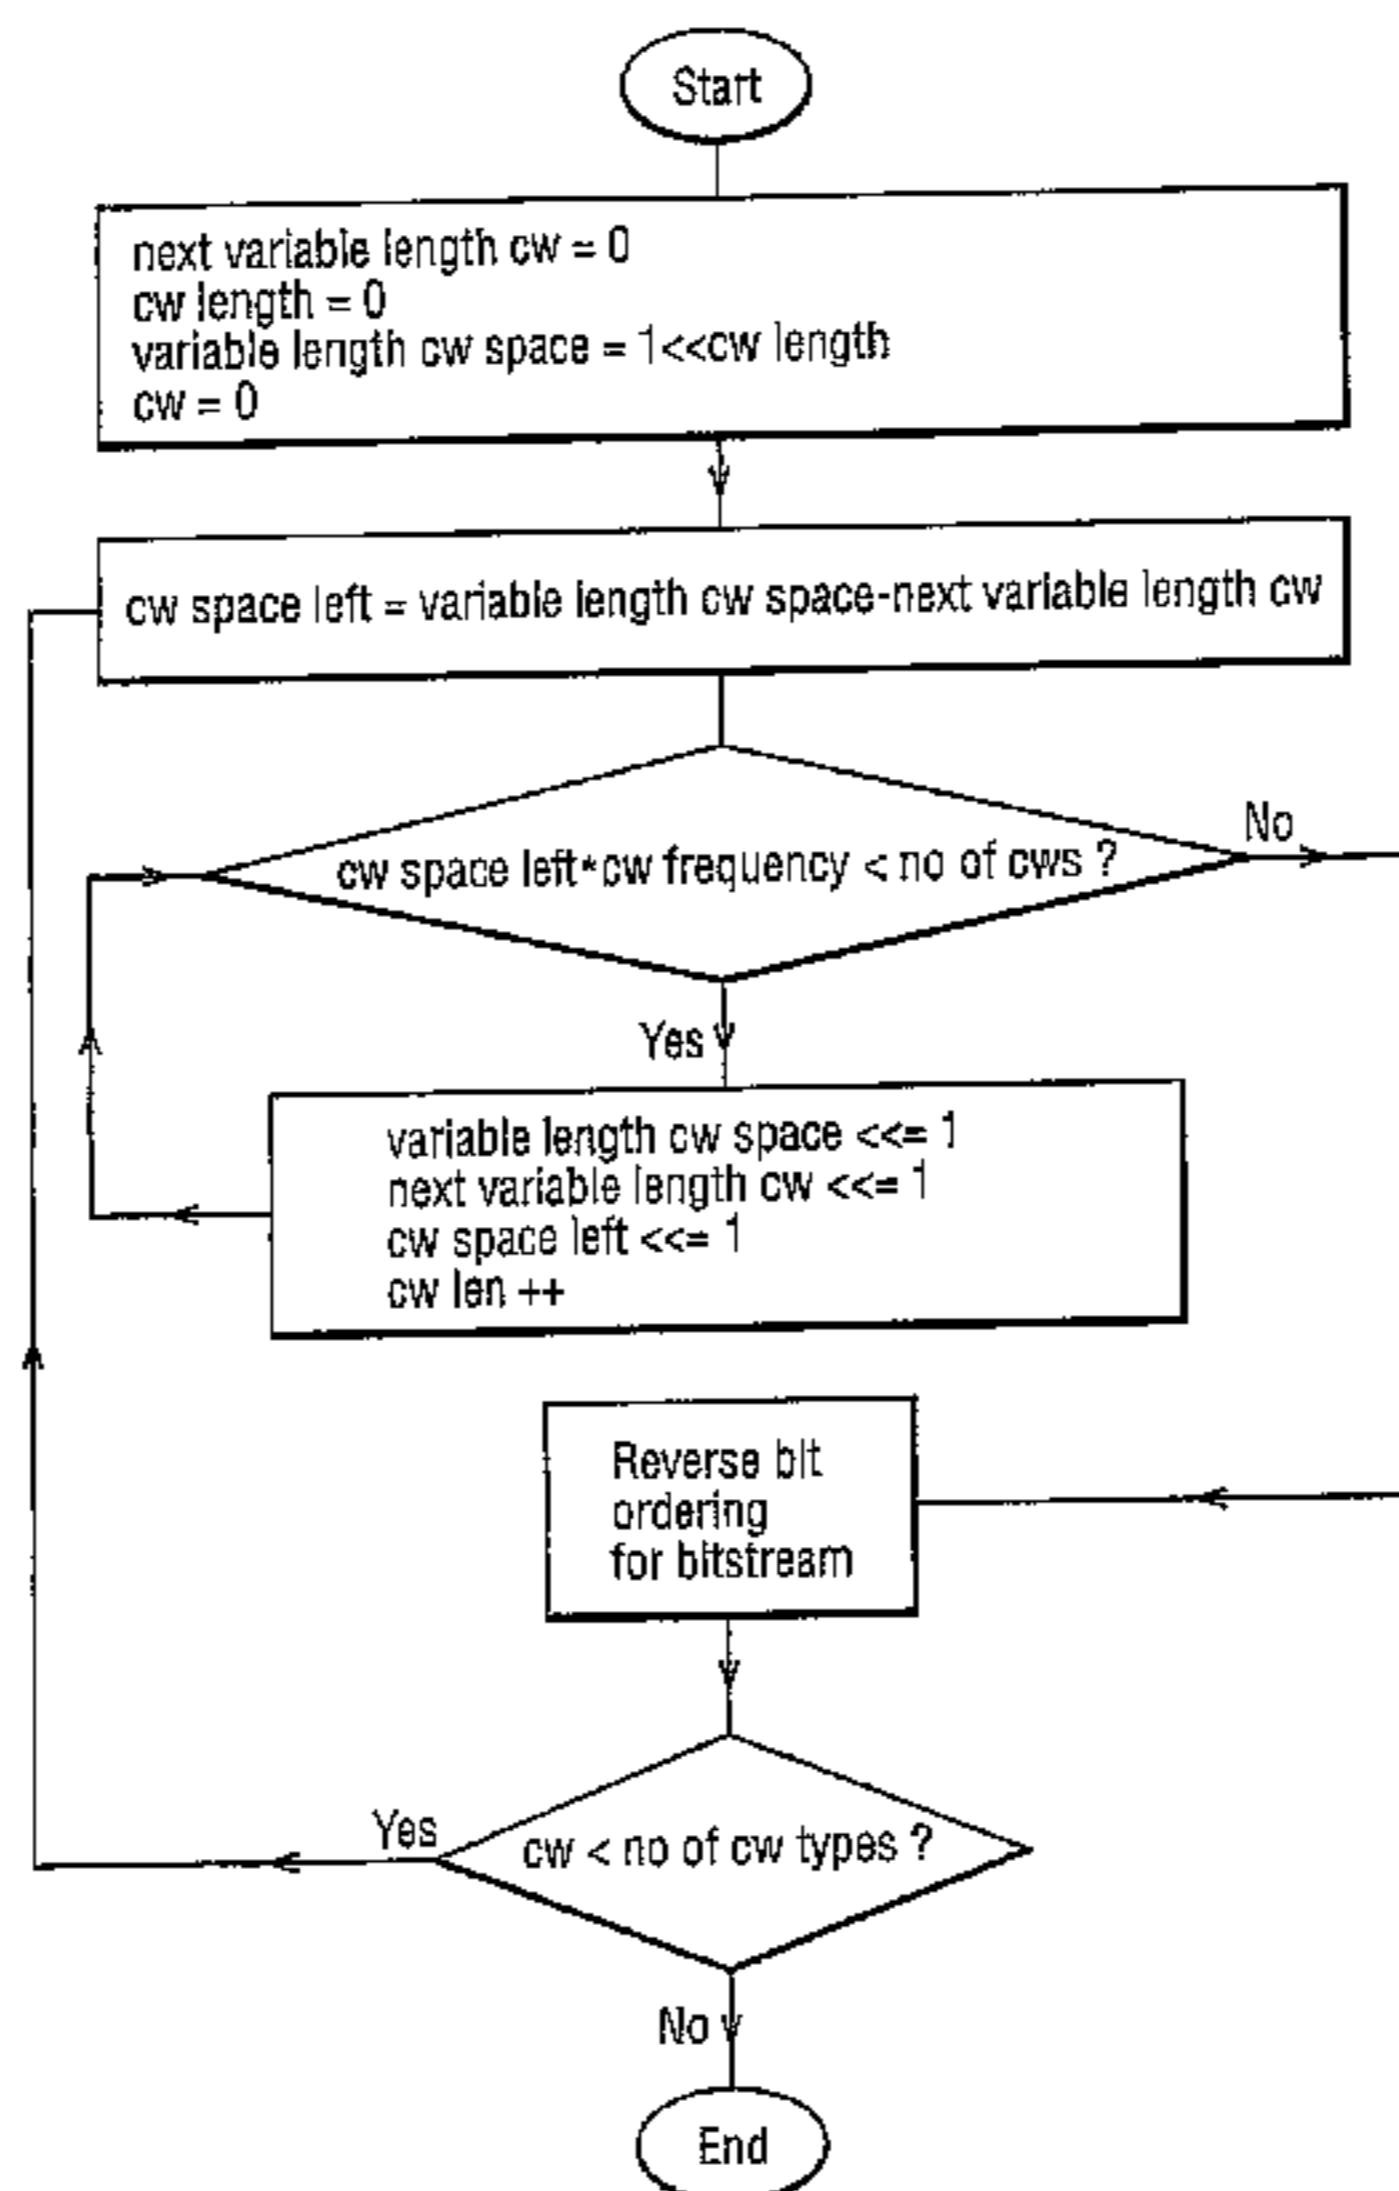 Start
next variable length cw = 0
cw length = 0
variable length cw space = 1<<cw length
cw = 0
cw space left = variable length cw space-next variable length cw
cw space left*cw frequency < no of cws ?
No
Yes
variable length cw space <<= 1
next variable length cw <<= 1
cw space left <<= 1
cw len ++
Reverse bit
ordering
for bitstream
Yes
cw < no of cw types ?
No
End